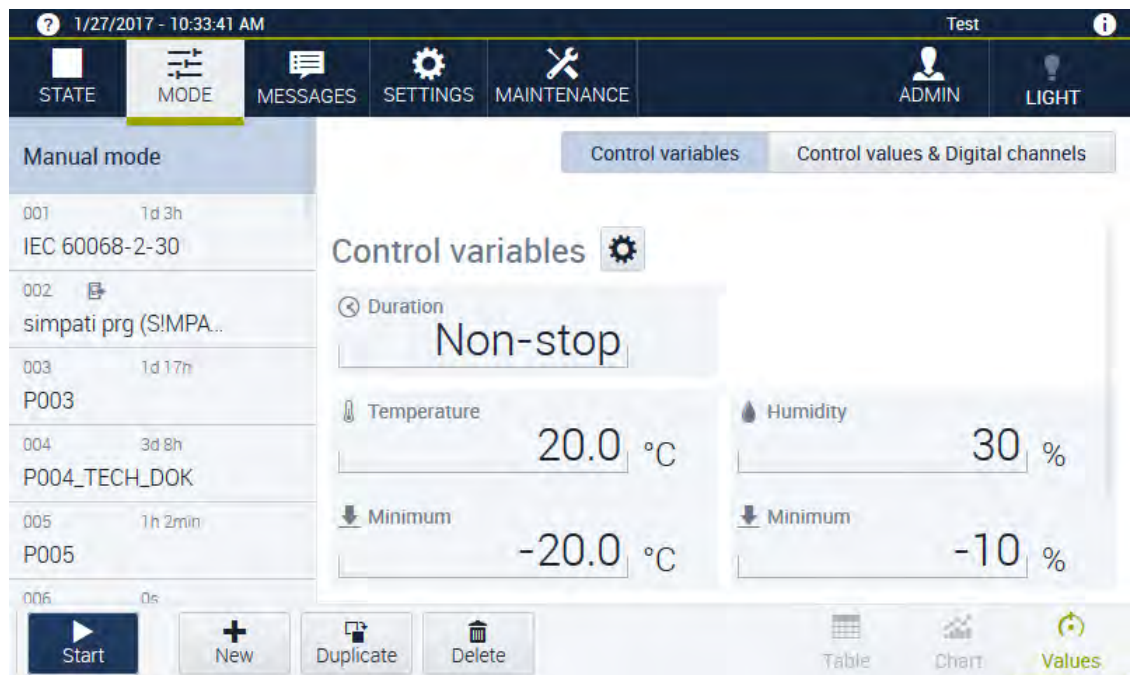 ? 1/27/2017 - 10:33:41 AM Test i
STATE MODE MESSAGES SETTINGS MAINTENANCE ADMIN LIGHT
Manual mode
Control variables Control values & Digital channels
001 1d 3h
IEC 60068-2-30
Control variables
002
simpati prg (S!MPA...
Duration
Non-stop
003 1d 17h
P003
Temperature
20.0 °C
Humidity
30 %
004 3d 8h
P004_TECH_DOK
005 1h 2min
P005
Minimum
-20.0 °C
Minimum
-10 %
006 0s
Start New Duplicate Delete Table Chart Values